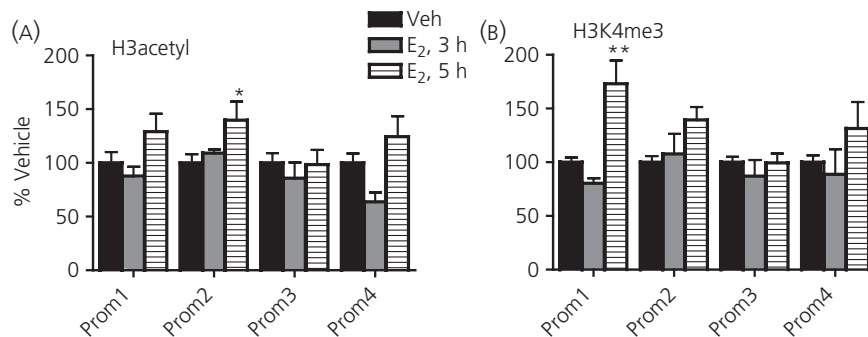 (A)
H3acetyl
Veh
E₂, 3 h
E₂, 5 h
% Vehicle
200
150
100
50
0
*
Prom1
Prom2
Prom3
Prom4
(B)
H3K4me3
200
150
100
50
0
**
Prom1
Prom2
Prom3
Prom4